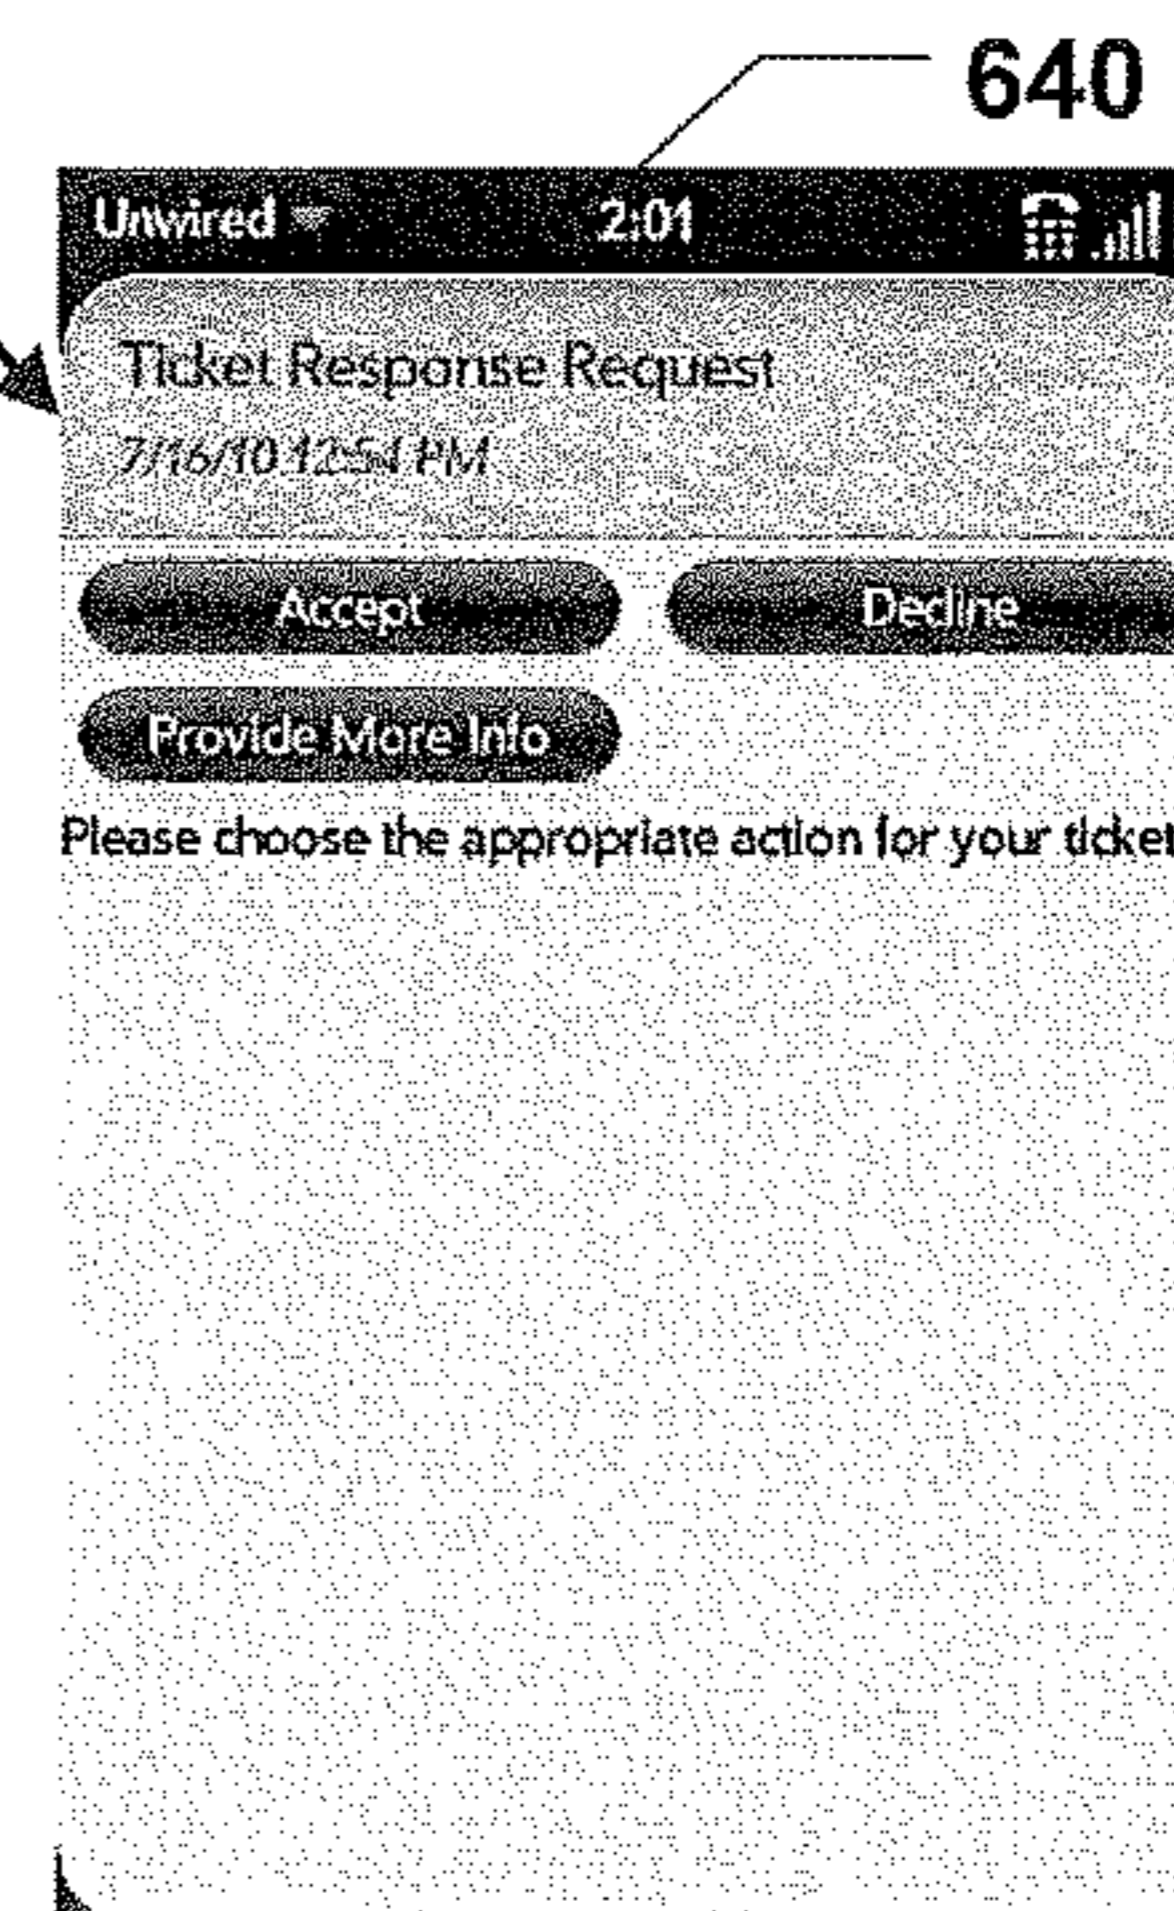 640
Unwired 2:01
Ticket Response Request
7/16/10 12:54 PM
Accept Decline
Provide More Info
Please choose the appropriate action for your ticket